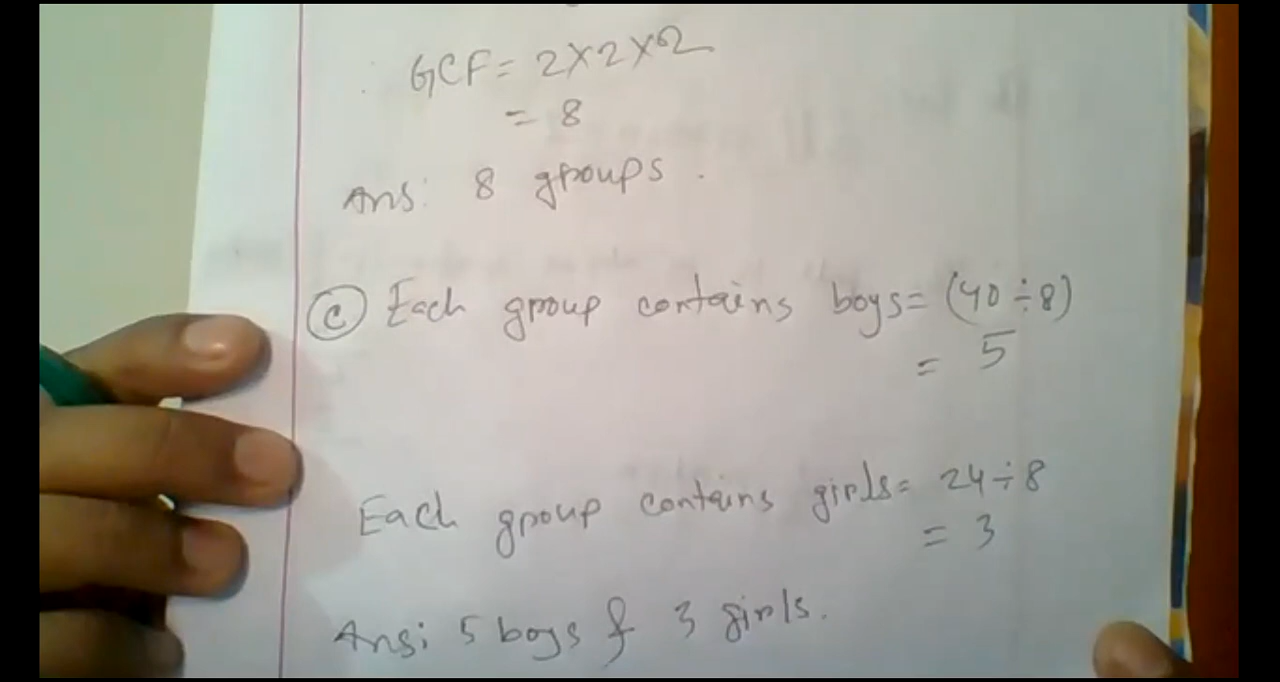 GCF = 2×2×2
= 8
Ans: 8 groups.
(c) Each group contains boys = (40 ÷ 8)
= 5
Each group contains girls = 24 ÷ 8
= 3
Ans: 5 boys & 3 girls.